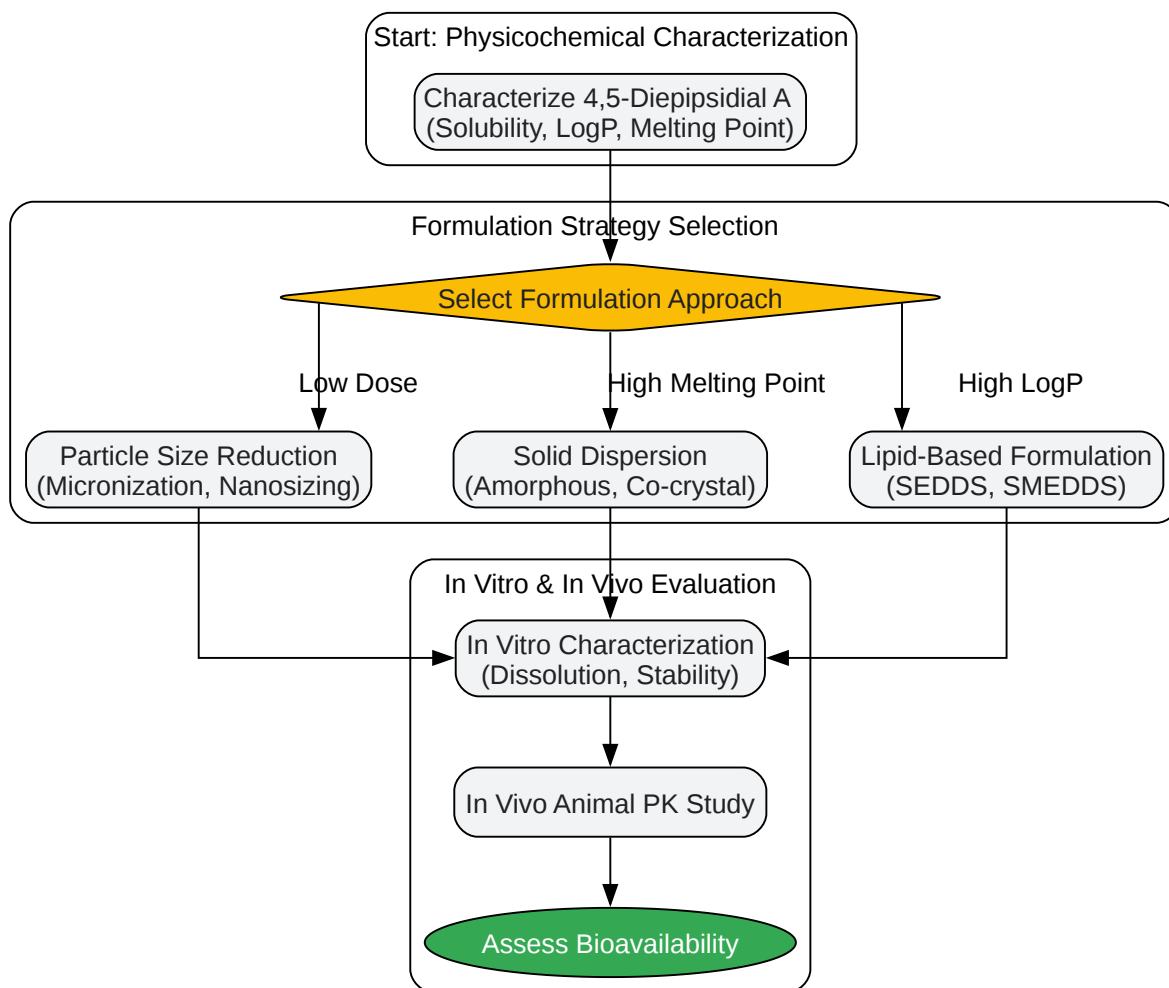 Start: Physicochemical Characterization
Characterize 4,5-Diepipsidial A
(Solubility, LogP, Melting Point)
Formulation Strategy Selection
Select Formulation Approach
Low Dose
High Melting Point
High LogP
Particle Size Reduction
(Micronization, Nanosizing)
Solid Dispersion
(Amorphous, Co-crystal)
Lipid-Based Formulation
(SEDDS, SMEDDS)
In Vitro & In Vivo Evaluation
In Vitro Characterization
(Dissolution, Stability)
In Vivo Animal PK Study
Assess Bioavailability